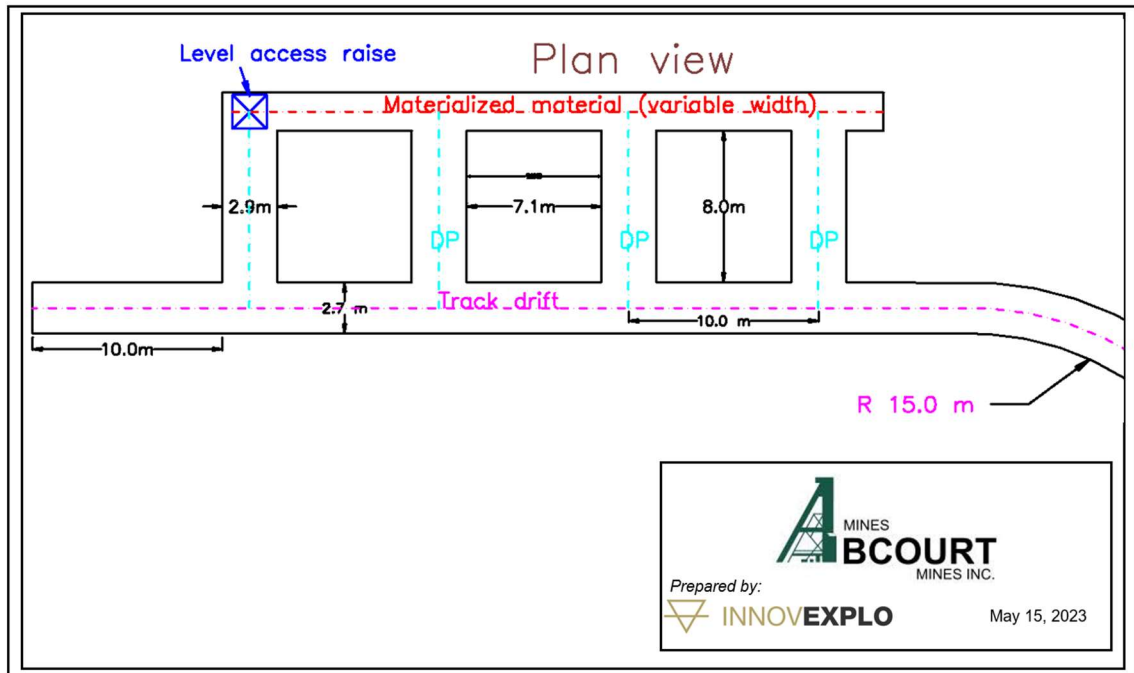 Plan view
Level access raise
Materialized material (variable width)
2.9m
7.1m
8.0m
DP
DP
DP
Track drift
2.7 m
10.0 m
10.0m
R 15.0 m
MINES
ABCOURT
MINES INC.
Prepared by:
INNOVEXPLO
May 15, 2023